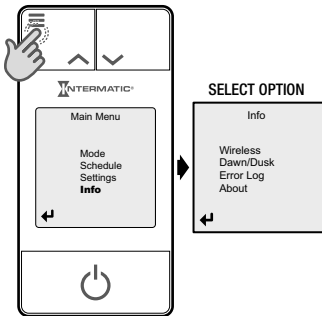 INTERMATIC®
Main Menu
Mode
Schedule
Settings
Info
SELECT OPTION
Info
Wireless
Dawn/Dusk
Error Log
About